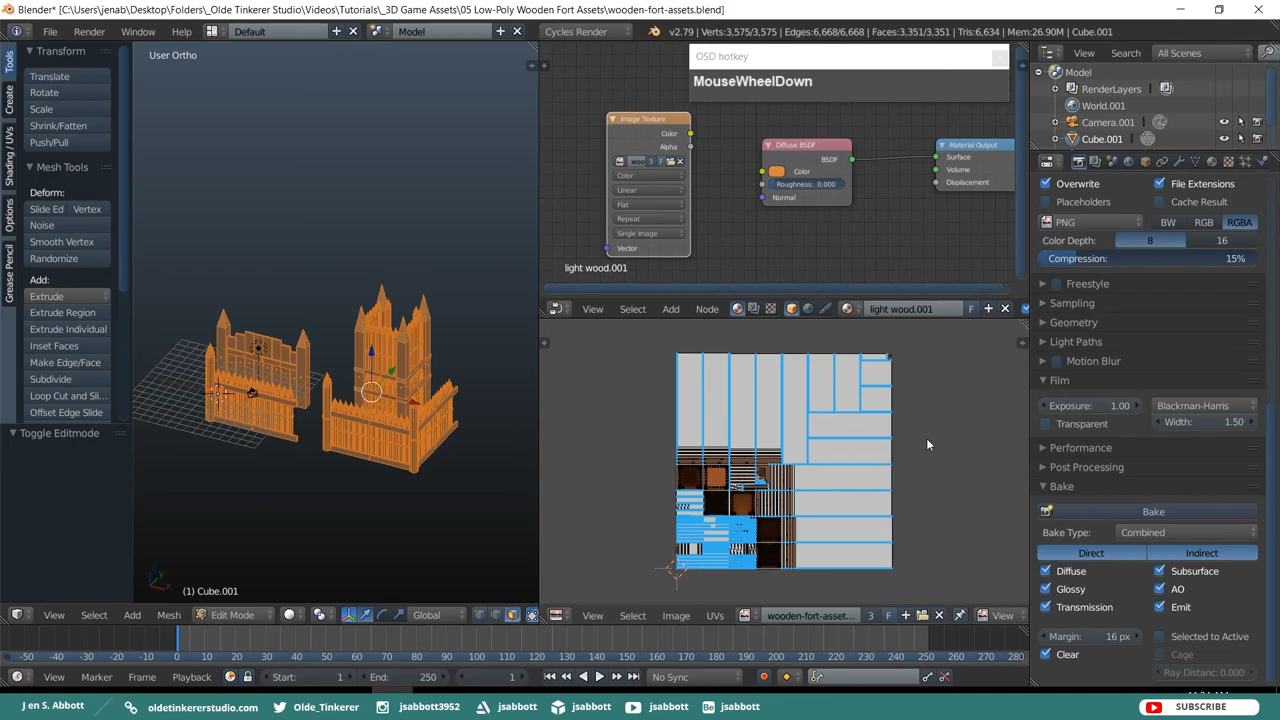 Blender* [C:\Users\jenab\Desktop\Folders\_Olde Tinkerer Studio\Videos\Tutorials\_3D Game Assets\05 Low-Poly Wooden Fort Assets\wooden-fort-assets.blend]
File Render Window Help Default Model Cycles Render v2.79 | Verts:3,575/3,575 | Edges:6,668/6,668 | Faces:3,351/3,351 | Tris:6,634 | Mem:26.90M | Cube.001
Tools
Create
Shading / UVs
Options
Grease Pencil
Transform
Translate
Rotate
Scale
Shrink/Fatten
Push/Pull
Mesh Tools
Deform:
Slide Ed Vertex
Noise
Smooth Vertex
Randomize
Add:
Extrude
Extrude Region
Extrude Individual
Inset Faces
Make Edge/Face
Subdivide
Loop Cut and Sli...
Offset Edge Slide
Toggle Editmode
User Ortho
(1) Cube.001
View Select Add Mesh Edit Mode Global
OSD hotkey
MouseWheelDown
Image Texture
Color
Alpha
woo 3 F
Color
Linear
Flat
Repeat
Single Image
Vector
Diffuse BSDF
BSDF
Color
Roughness: 0.000
Normal
Material Output
Surface
Volume
Displacement
light wood.001
View Select Add Node light wood.001 F
View Select Image UVs wooden-fort-asset... 3 F View
View Search All Scenes
Model
RenderLayers
World.001
Camera.001
Cube.001
Overwrite File Extensions
Placeholders Cache Result
PNG BW RGB RGBA
Color Depth: 8 16
Compression: 15%
Freestyle
Sampling
Geometry
Light Paths
Motion Blur
Film
Exposure: 1.00 Blackman-Harris
Transparent Width: 1.50
Performance
Post Processing
Bake
Bake
Bake Type: Combined
Direct Indirect
Diffuse Subsurface
Glossy AO
Transmission Emit
Margin: 16 px Selected to Active
Clear Cage
Ray Distanc: 0.000
-50 -40 -30 -20 -10 0 10 20 30 40 50 60 70 80 90 100 110 120 130 140 150 160 170 180 190 200 210 220 230 240 250 260 270 280
View Marker Frame Playback Start: 1 End: 250 1 No Sync
J en S. Abbott oldetinkerstudio.com Olde_Tinkerer jsabbott3952 jsabbott jsabbott jsabbott jsabbott SUBSCRIBE